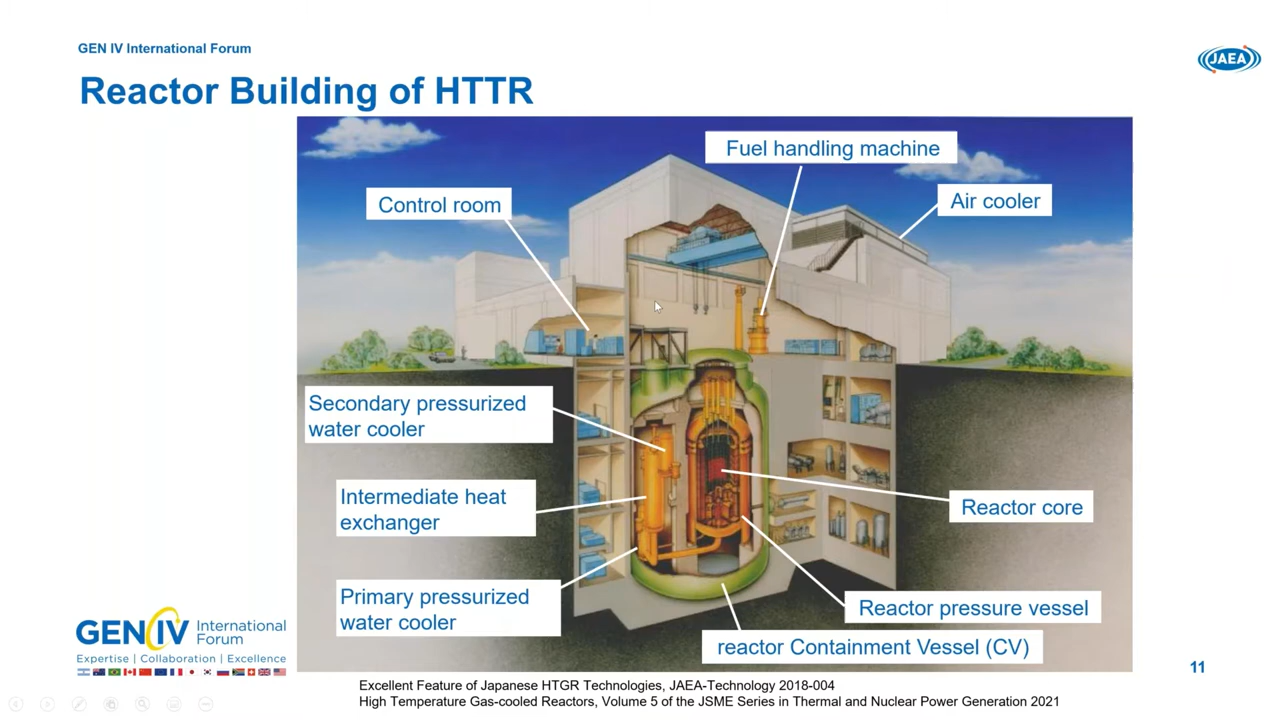 GEN IV International Forum
JAEA
Reactor Building of HTTR
Fuel handling machine
Control room
Air cooler
Secondary pressurized
water cooler
Intermediate heat
exchanger
Reactor core
Primary pressurized
water cooler
Reactor pressure vessel
reactor Containment Vessel (CV)
GEN IV International
Forum
Expertise | Collaboration | Excellence
11
Excellent Feature of Japanese HTGR Technologies, JAEA-Technology 2018-004
High Temperature Gas-cooled Reactors, Volume 5 of the JSME Series in Thermal and Nuclear Power Generation 2021